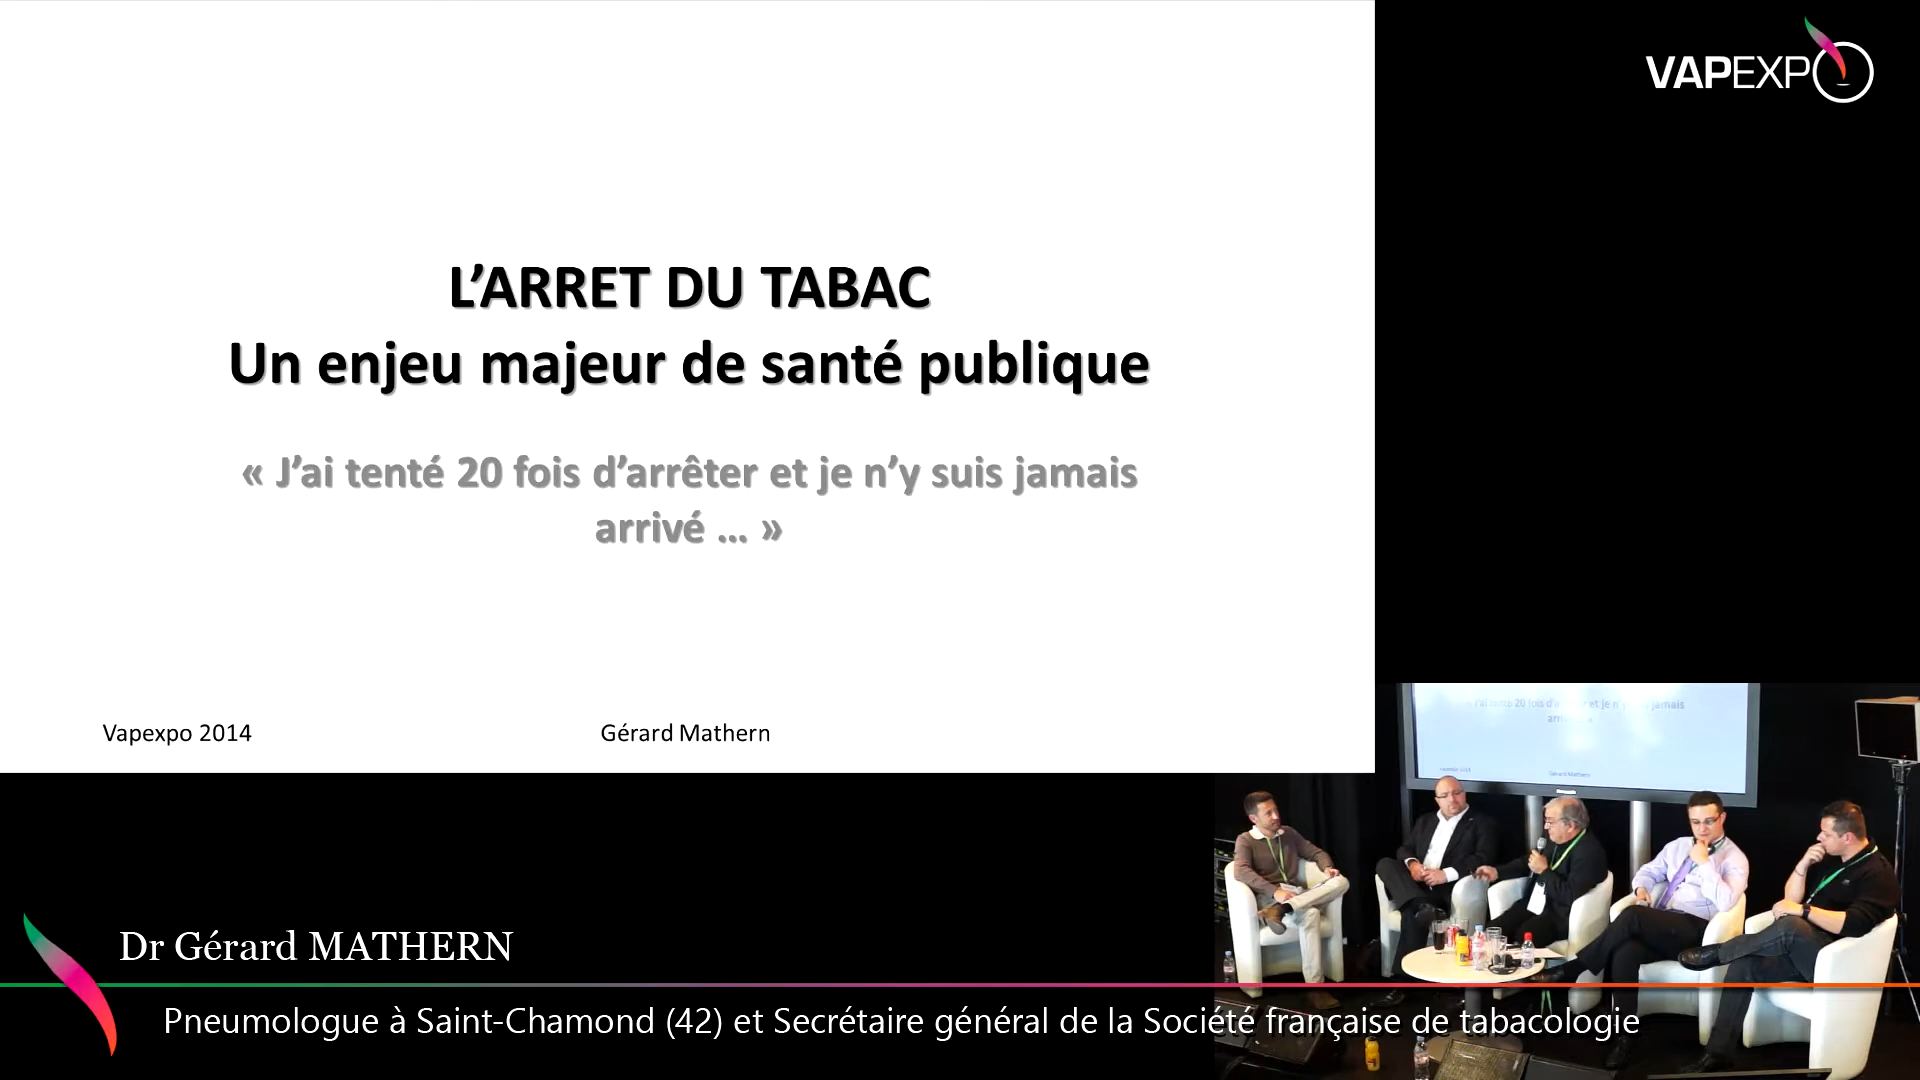 VAPEXPO
L’ARRET DU TABAC
Un enjeu majeur de santé publique
« J’ai tenté 20 fois d’arrêter et je n’y suis jamais
arrivé ... »
Vapexpo 2014
Gérard Mathern
Dr Gérard MATHERN
Pneumologue à Saint-Chamond (42) et Secrétaire général de la Société française de tabacologie